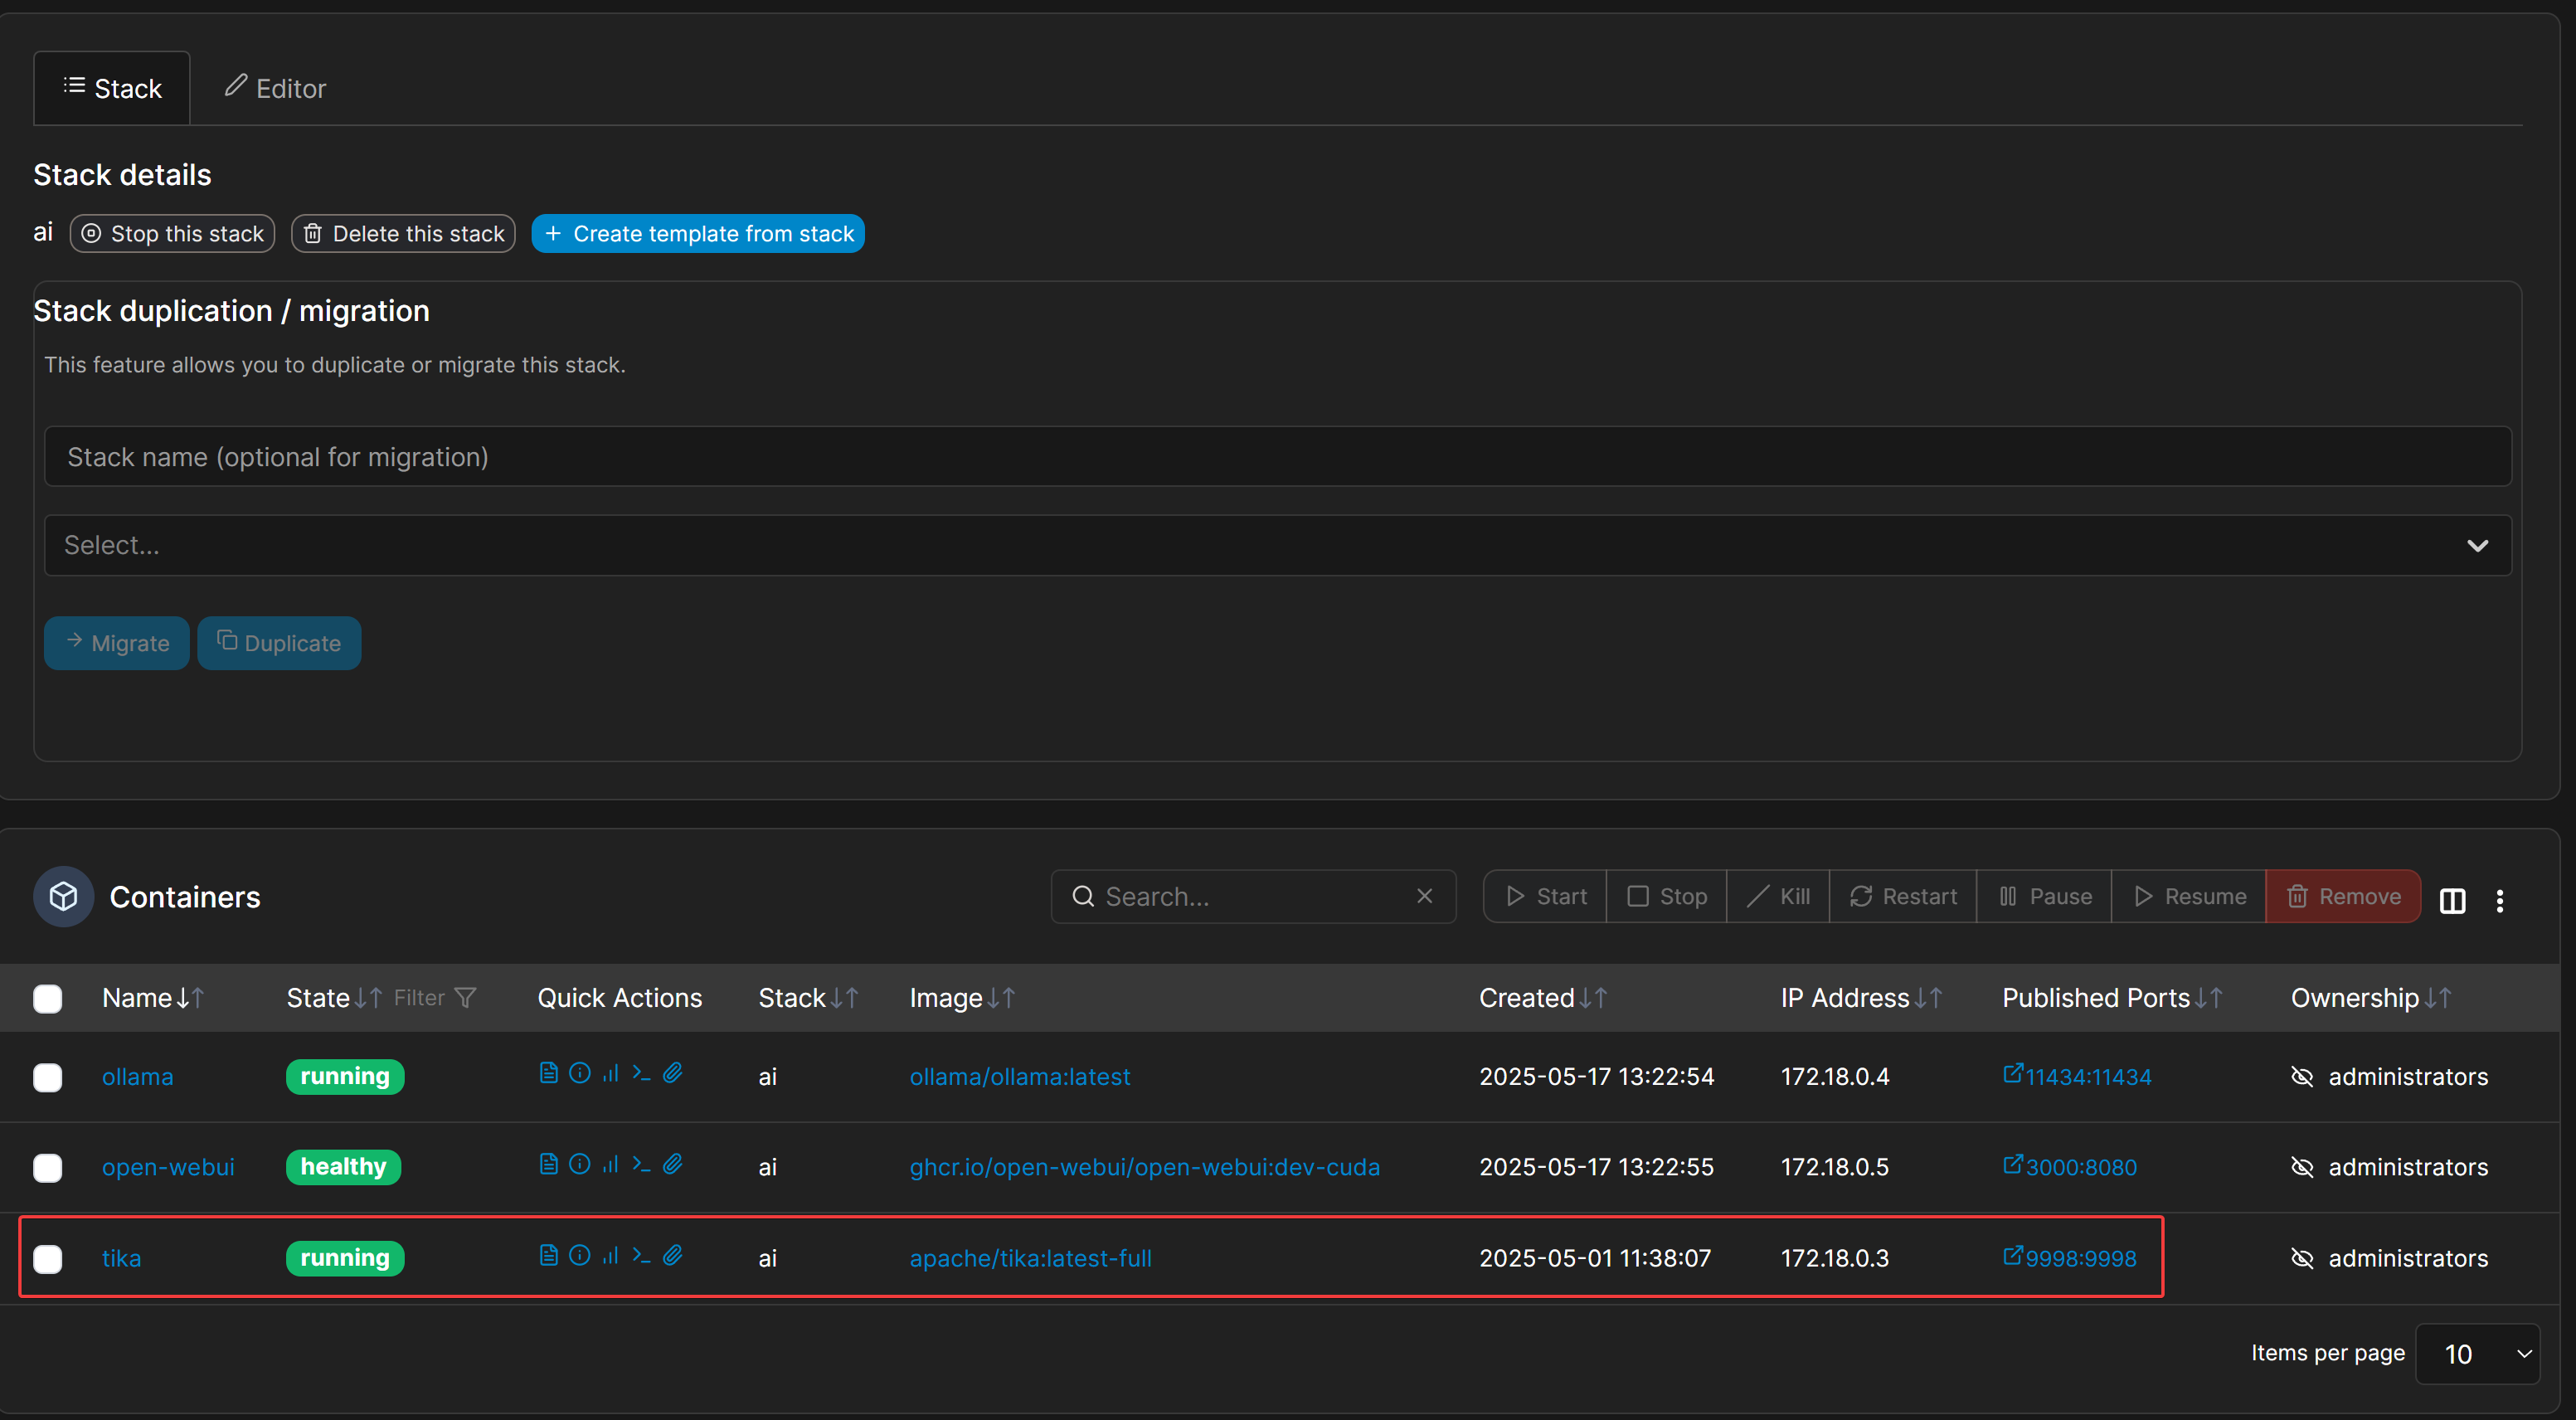 Stack Editor
Stack details
ai Stop this stack Delete this stack + Create template from stack
Stack duplication / migration
This feature allows you to duplicate or migrate this stack.
Stack name (optional for migration)
Select...
Migrate Duplicate
Containers Search... Start Stop Kill Restart Pause Resume Remove
Name State Filter Quick Actions Stack Image Created IP Address Published Ports Ownership
ollama running ai ollama/ollama:latest 2025-05-17 13:22:54 172.18.0.4 11434:11434 administrators
open-webui healthy ai ghcr.io/open-webui/open-webui:dev-cuda 2025-05-17 13:22:55 172.18.0.5 3000:8080 administrators
tika running ai apache/tika:latest-full 2025-05-01 11:38:07 172.18.0.3 9998:9998 administrators
Items per page 10